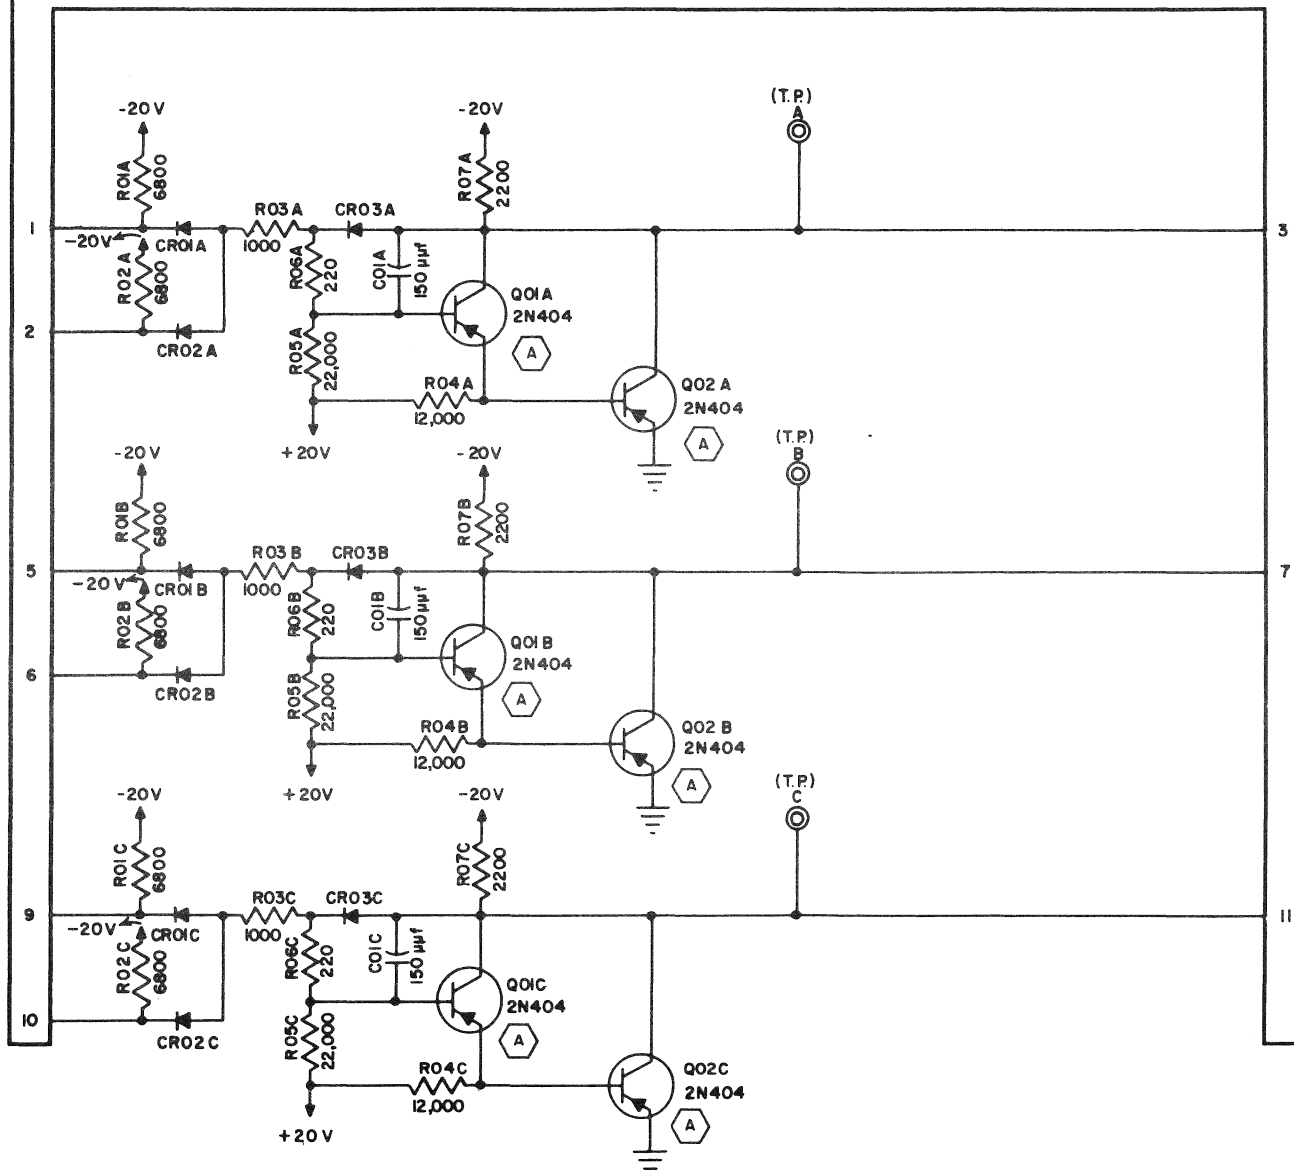 (T.P.)
A
-20V
-20V
R01A
6800
R07A
2200
1
R03A
CR03A
3
-20V
CR01A
1000
R02A
6800
R06A
220
C01A
150 μμf
Q01A
2N404
A
2
CR02A
R05A
22,000
R04A
12,000
Q02A
2N404
A
+20V
(T.P.)
B
-20V
-20V
R01B
6800
R07B
2200
5
R03B
CR03B
7
-20V
CR01B
1000
R02B
6800
R06B
220
C01B
150 μμf
Q01B
2N404
A
6
CR02B
R05B
22,000
R04B
12,000
Q02B
2N404
A
+20V
(T.P.)
C
-20V
-20V
R01C
6800
R07C
2200
9
R03C
CR03C
11
-20V
CR01C
1000
R02C
6800
R06C
220
C01C
150 μμf
Q01C
2N404
A
10
CR02C
R05C
22,000
R04C
12,000
Q02C
2N404
A
+20V